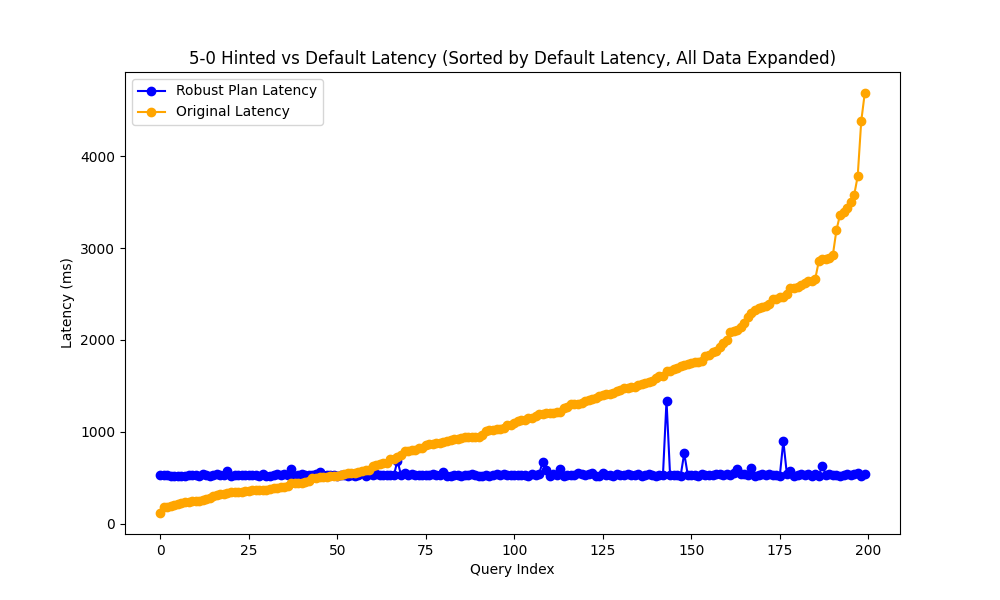 5-0 Hinted vs Default Latency (Sorted by Default Latency, All Data Expanded)
Robust Plan Latency
Original Latency
Latency (ms)
4000
3000
2000
1000
0
0 25 50 75 100 125 150 175 200
Query Index